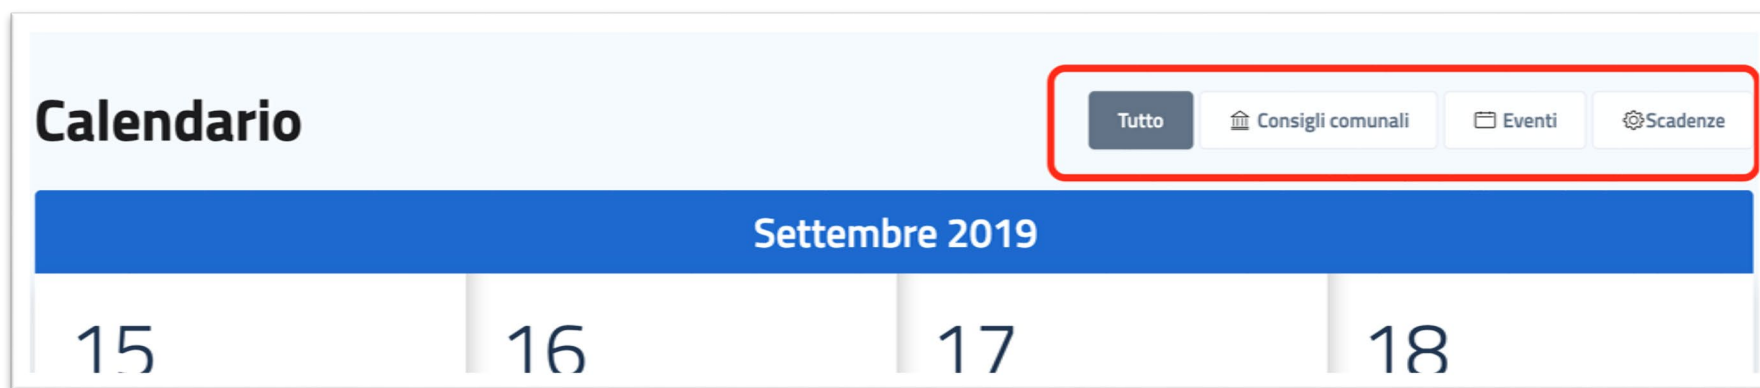 Calendario
Tutto Consigli comunali Eventi Scadenze
Settembre 2019
15 16 17 18